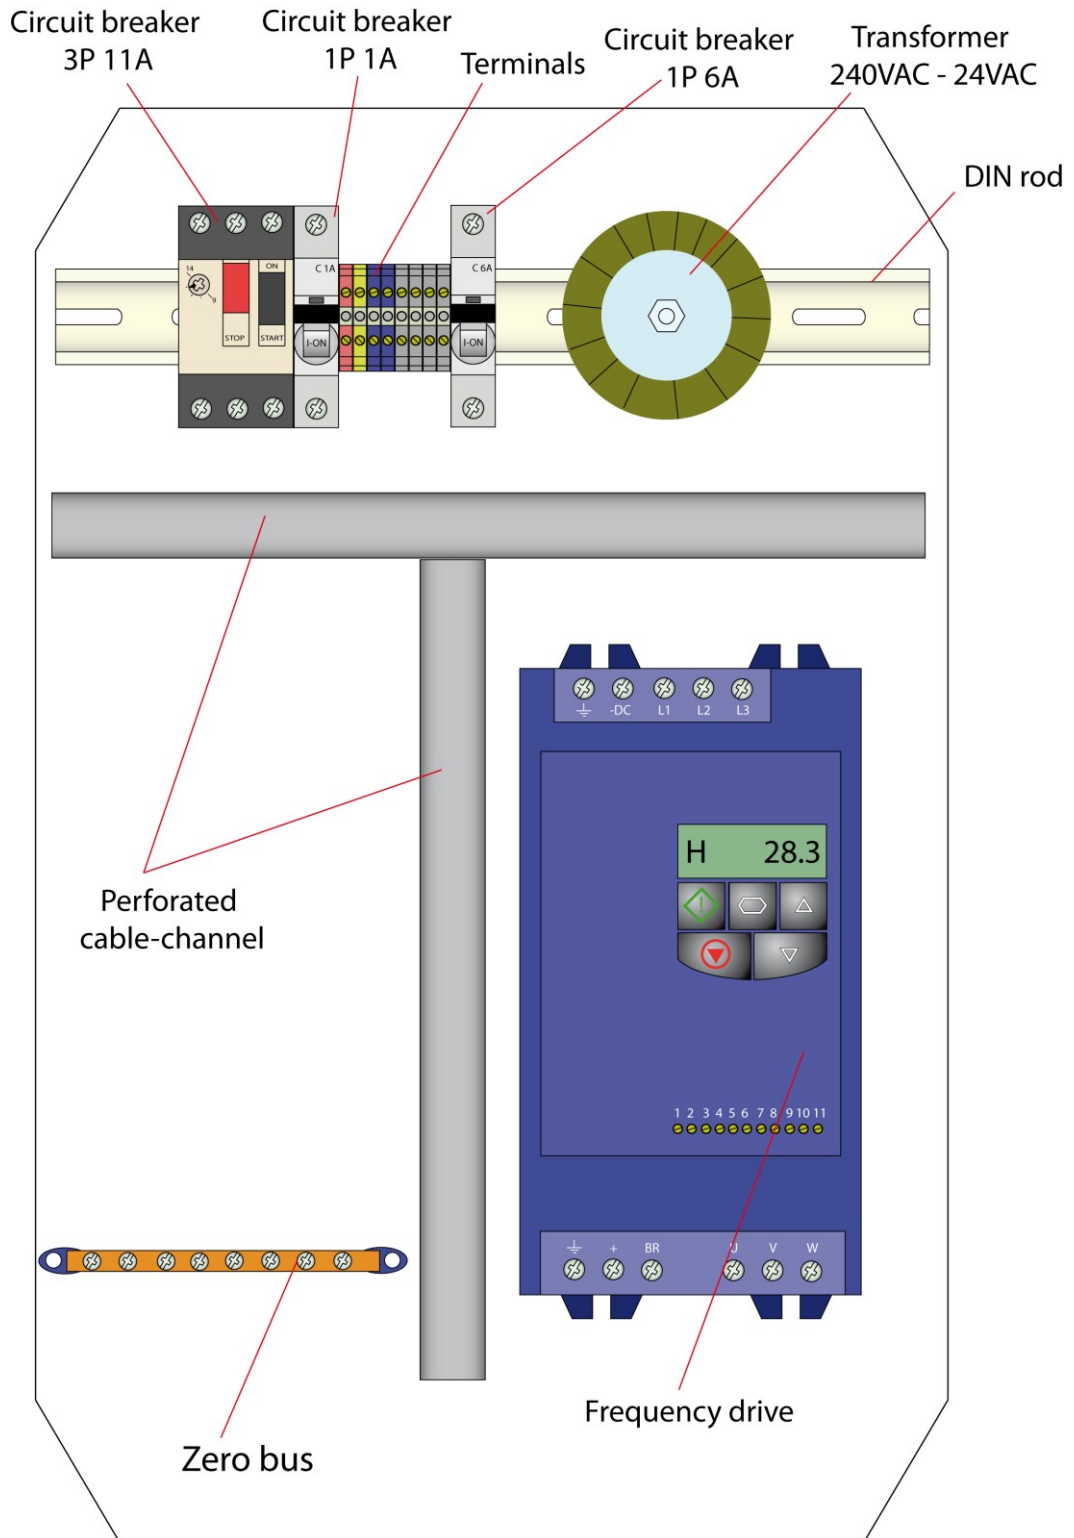 Circuit breaker
3P 11A
Circuit breaker
1P 1A
Terminals
Circuit breaker
1P 6A
Transformer
240VAC - 24VAC
DIN rod
14
9
STOP
ON
START
C 1A
I-ON
C 6A
I-ON
-DC L1 L2 L3
H 28.3
Perforated
cable-channel
1 2 3 4 5 6 7 8 9 10 11
+ BR U V W
Frequency drive
Zero bus